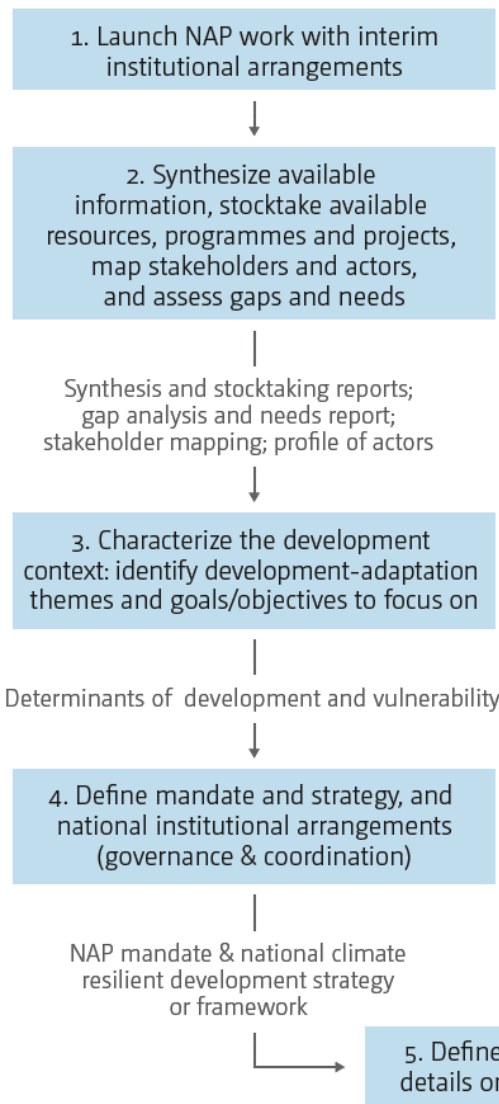 1. Launch NAP work with interim
institutional arrangements
2. Synthesize available
information, stocktake available
resources, programmes and projects,
map stakeholders and actors,
and assess gaps and needs
Synthesis and stocktaking reports;
gap analysis and needs report;
stakeholder mapping; profile of actors
3. Characterize the development
context: identify development-adaptation
themes and goals/objectives to focus on
Determinants of development and vulnerability
4. Define mandate and strategy, and
national institutional arrangements
(governance & coordination)
NAP mandate & national climate
resilient development strategy
or framework
5. Define
details or